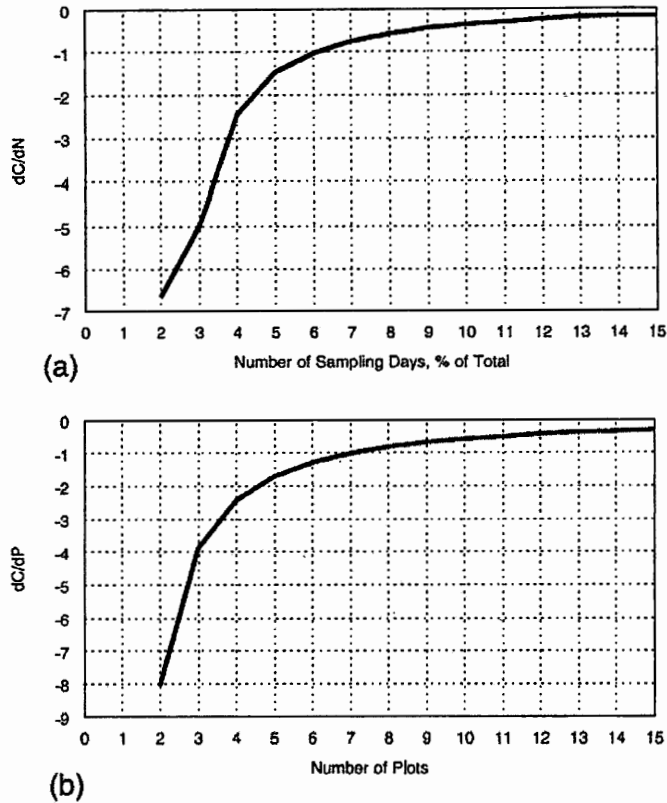 0
-1
-2
-3
-4
-5
-6
-7
dC/dN
0 1 2 3 4 5 6 7 8 9 10 11 12 13 14 15
Number of Sampling Days, % of Total
(a)
0
-1
-2
-3
-4
-5
-6
-7
-8
-9
dC/dP
0 1 2 3 4 5 6 7 8 9 10 11 12 13 14 15
Number of Plots
(b)